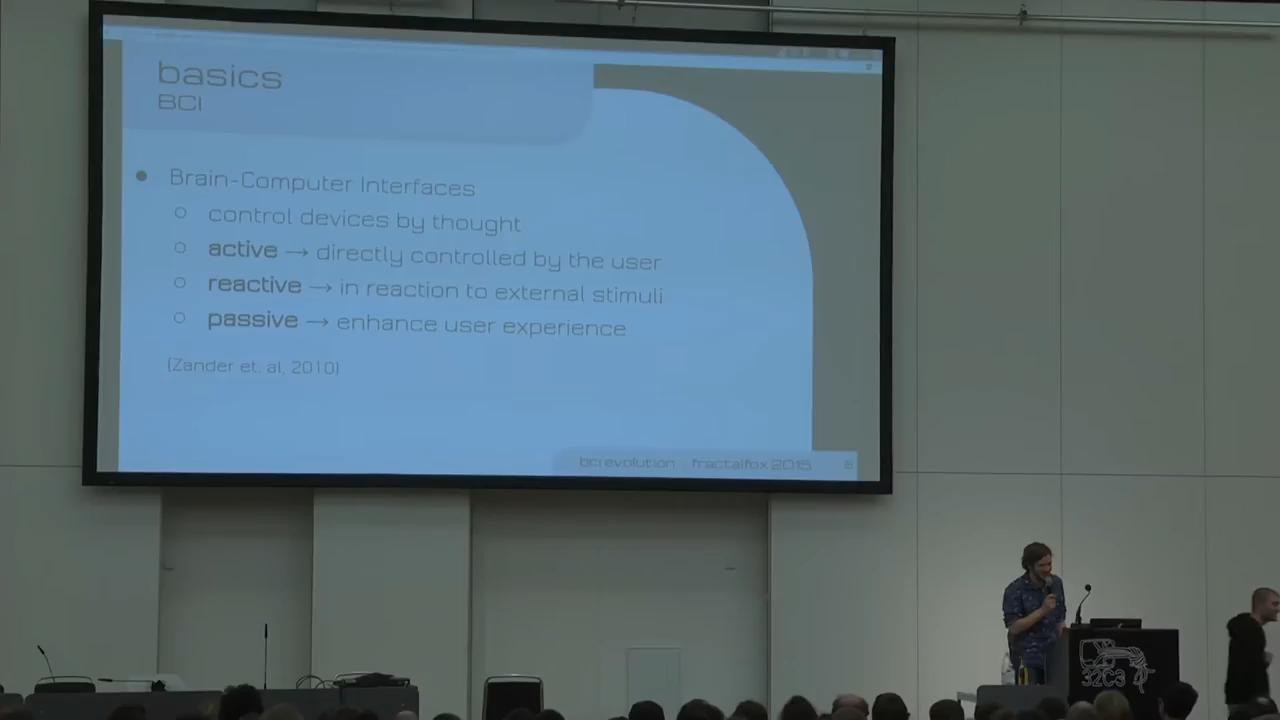 basics
BCI
Brain-Computer Interfaces
control devices by thought
active → directly controlled by the user
reactive → in reaction to external stimuli
passive → enhance user experience
(Zander et. al, 2010)
bcrevolution fractalfox 2015
32C3